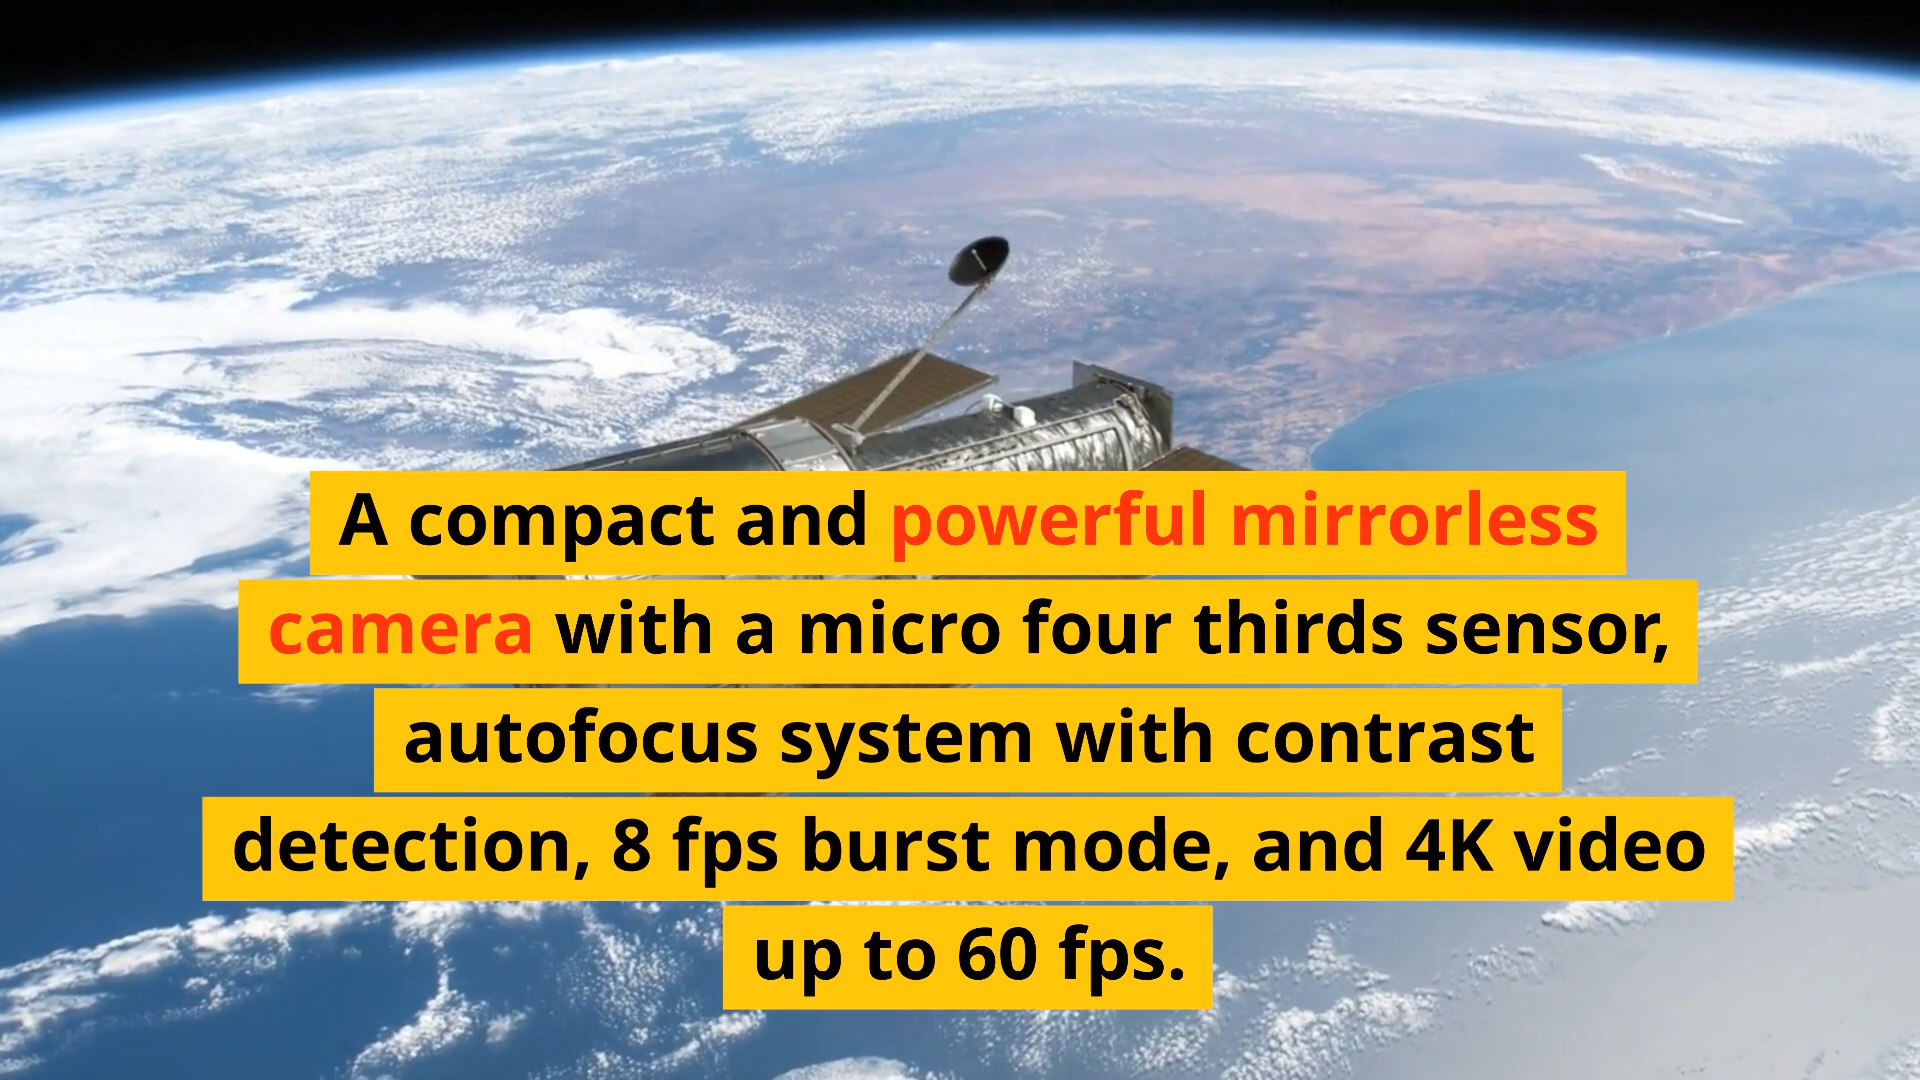 A compact and powerful mirrorless
camera with a micro four thirds sensor,
autofocus system with contrast
detection, 8 fps burst mode, and 4K video
up to 60 fps.